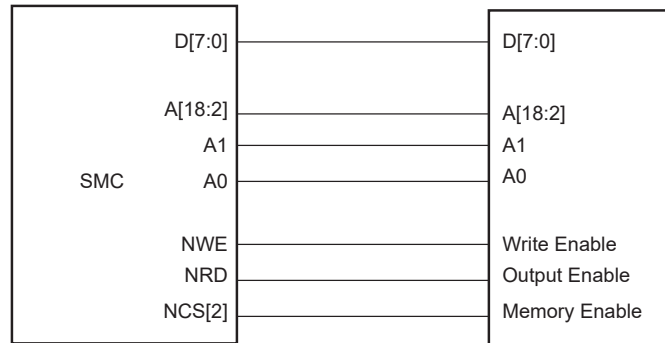 D[7:0] D[7:0]
A[18:2] A[18:2]
A1 A1
SMC A0 A0
NWE Write Enable
NRD Output Enable
NCS[2] Memory Enable